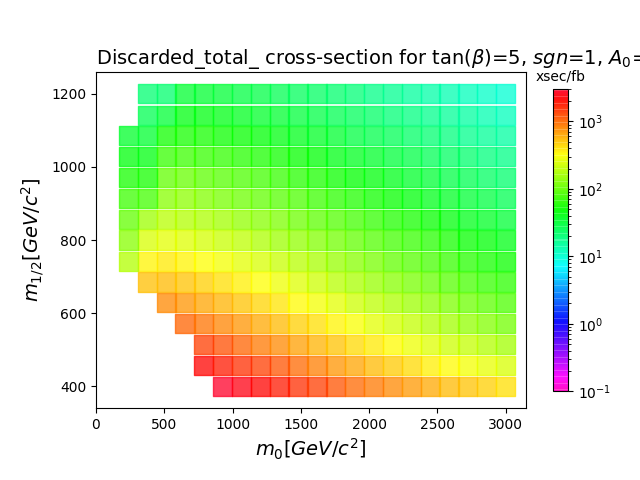 Discarded_total_ cross-section for tan(β)=5, sgn=1, A₀=
xsec/fb
1200
1000
800
600
400
m₁/₂[GeV/c²]
10³
10²
10¹
10⁰
10⁻¹
0 500 1000 1500 2000 2500 3000
m₀[GeV/c²]